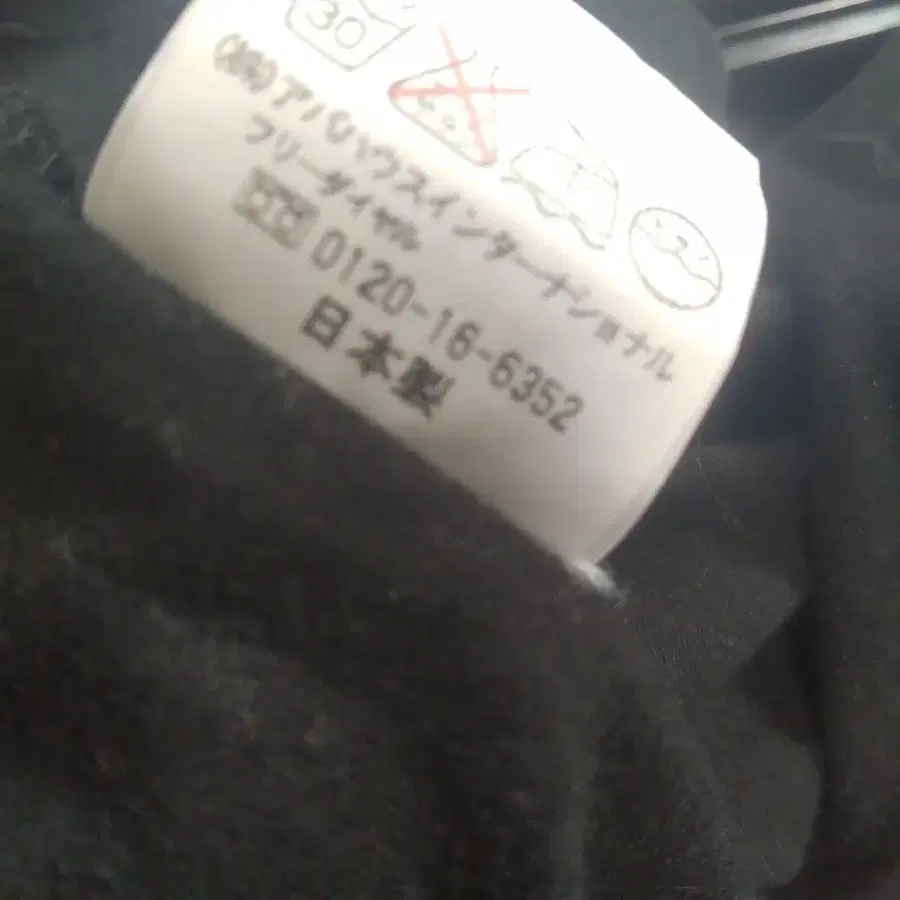 30
(株)アバハウスインターナショナル
フリーダイヤル
0120-16-6352
日本製